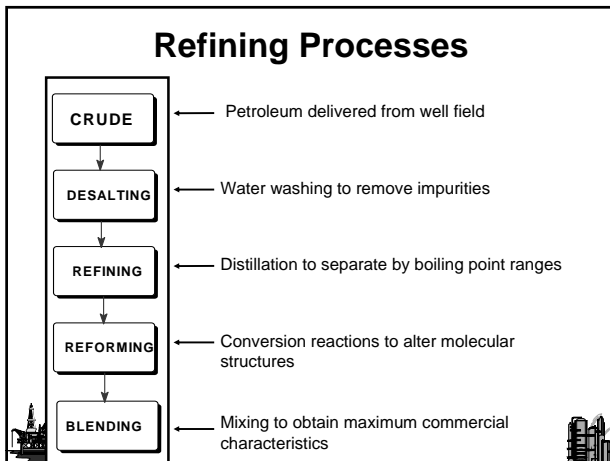 Refining Processes
CRUDE
Petroleum delivered from well field
DESALTING
Water washing to remove impurities
REFINING
Distillation to separate by boiling point ranges
REFORMING
Conversion reactions to alter molecular
structures
BLENDING
Mixing to obtain maximum commercial
characteristics